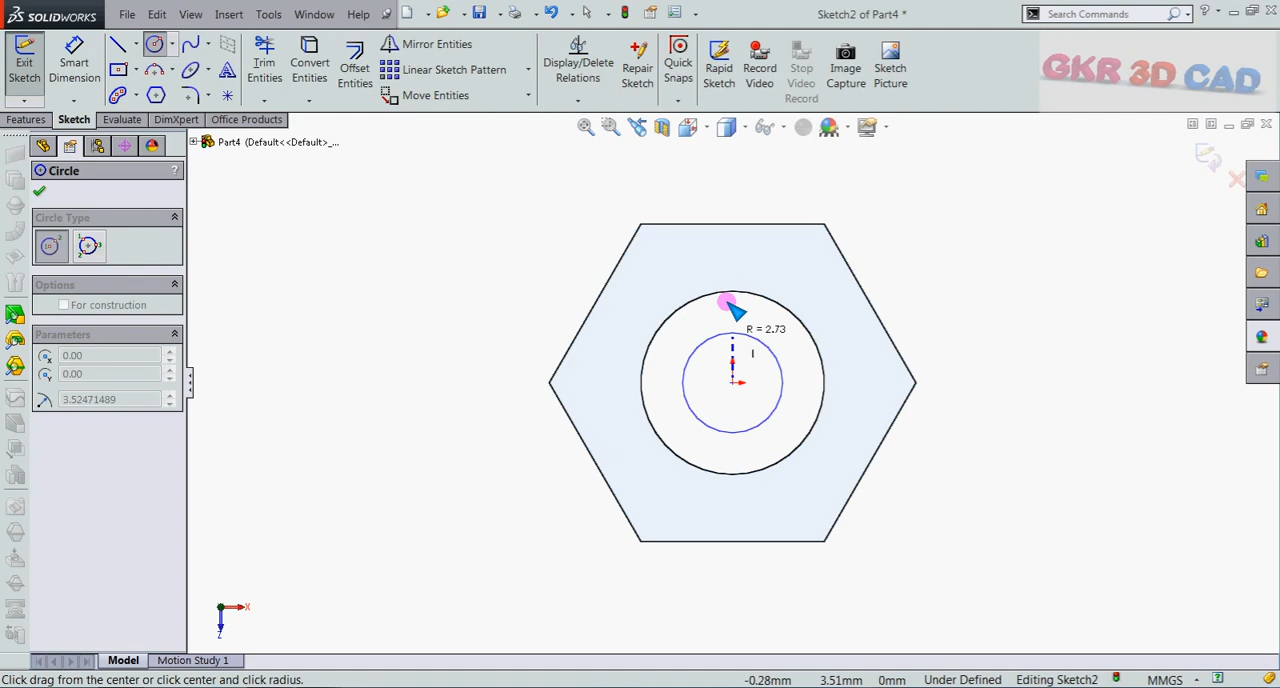 SOLIDWORKS File Edit View Insert Tools Window Help Sketch2 of Part4 * Search Commands
Exit Sketch
Smart Dimension
Trim Entities
Convert Entities
Offset Entities
Mirror Entities
Linear Sketch Pattern
Move Entities
Display/Delete Relations
Repair Sketch
Quick Snaps
Rapid Sketch
Record Video
Stop Video Record
Image Capture
Sketch Picture
GKR 3D CAD
Features Sketch Evaluate DimXpert Office Products
Part4 (Default<<Default>_...
Circle ?
Circle Type
Options
For construction
Parameters
0.00
0.00
3.52471489
R = 2.73
X
Z
Model Motion Study 1
Click drag from the center or click center and click radius. -0.28mm 3.51mm 0mm Under Defined Editing Sketch2 MMGS